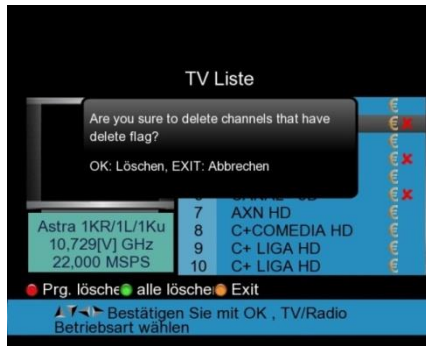 TV Liste
Are you sure to delete channels that have
delete flag?
OK: Löschen, EXIT: Abbrechen
7 AXN HD
8 C+COMEDIA HD
9 C+ LIGA HD
10 C+ LIGA HD
Astra 1KR/1L/1Ku
10,729[V] GHz
22,000 MSPS
Prg. lösche alle lösche Exit
Bestätigen Sie mit OK , TV/Radio
Betriebsart wählen